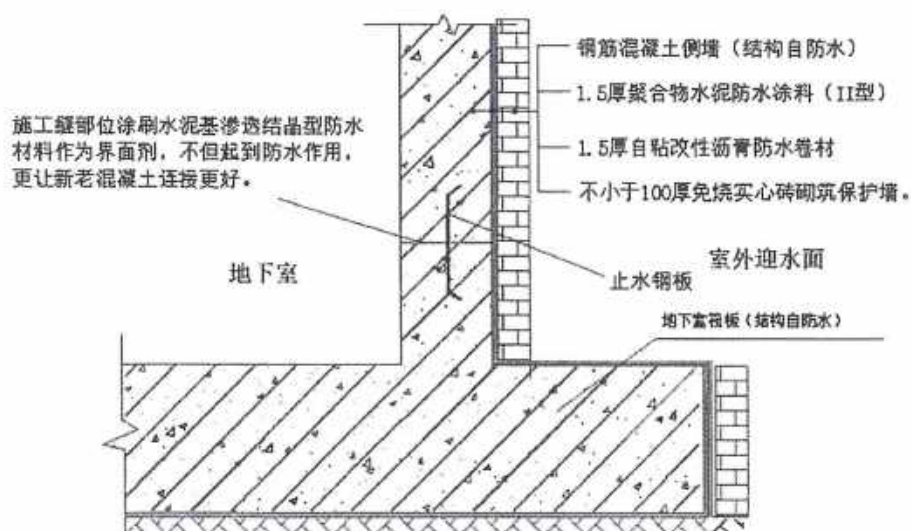 钢筋混凝土侧墙（结构自防水）
1.5厚聚合物水泥防水涂料（II型）
1.5厚自粘改性沥青防水卷材
不小于100厚免烧实心砖砌筑保护墙。
施工缝部位涂刷水泥基渗透结晶型防水
材料作为界面剂，不但起到防水作用，
更让新老混凝土连接更好。
地下室
室外迎水面
止水钢板
地下室筏板（结构自防水）